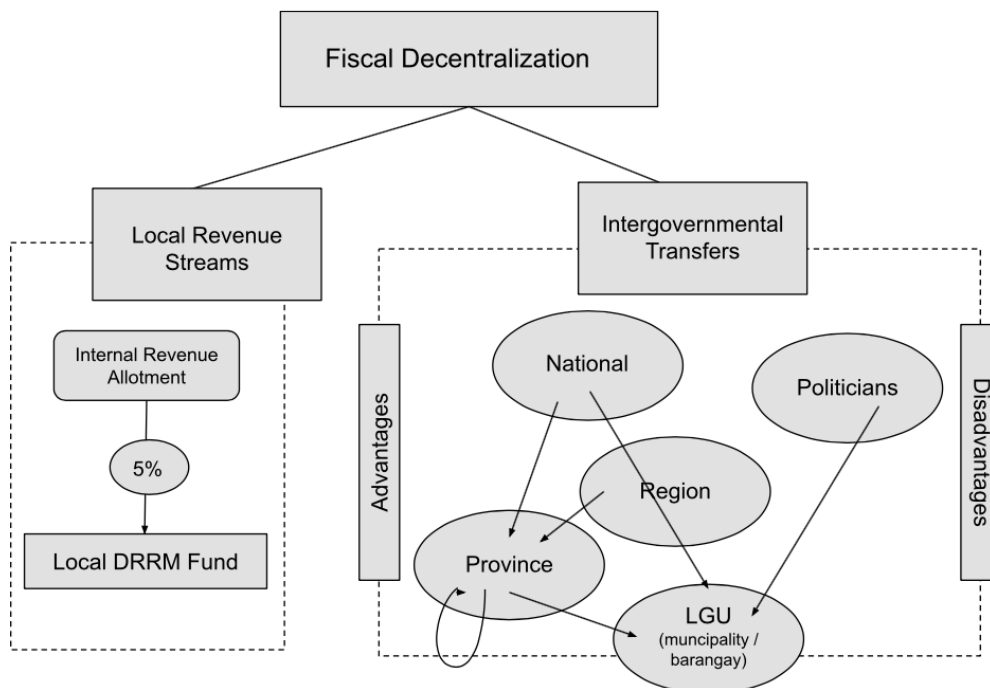 Fiscal Decentralization
Local Revenue
Streams
Intergovernmental
Transfers
Internal Revenue
Allotment
5%
Local DRRM Fund
Advantages
National
Politicians
Region
Province
LGU
(muncipality /
barangay)
Disadvantages